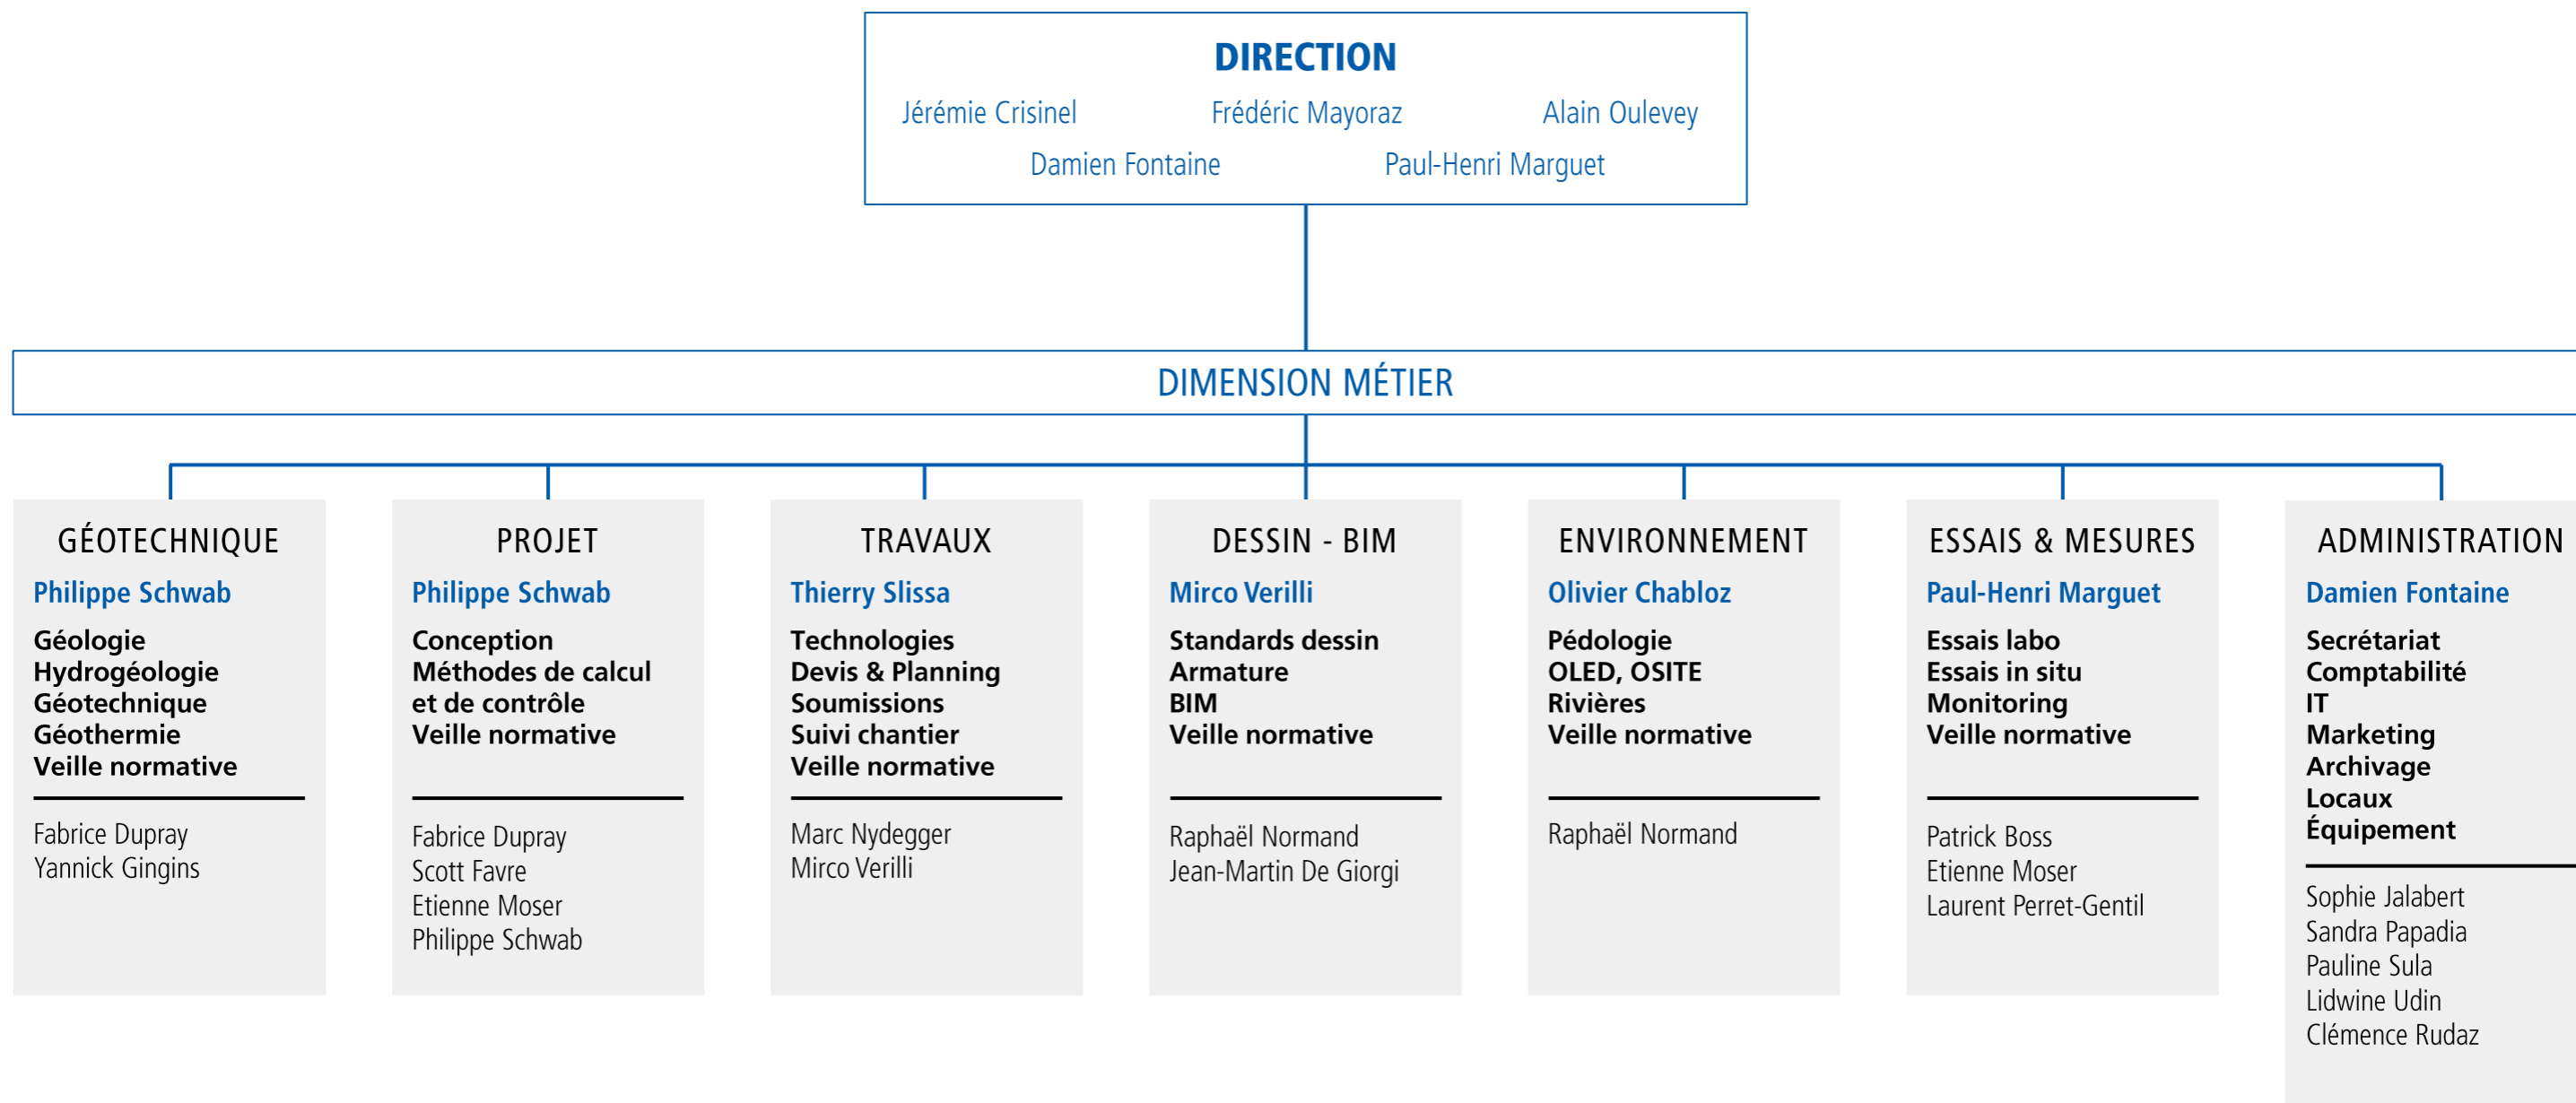 DIRECTION
Jérémie Crisinel Frédéric Mayoraz Alain Oulevey
Damien Fontaine Paul-Henri Marguet
DIMENSION MÉTIER
GÉOTECHNIQUE
Philippe Schwab
Géologie
Hydrogéologie
Géotechnique
Géothermie
Veille normative
Fabrice Dupray
Yannick Gingins
PROJET
Philippe Schwab
Conception
Méthodes de calcul
et de contrôle
Veille normative
Fabrice Dupray
Scott Favre
Etienne Moser
Philippe Schwab
TRAVAUX
Thierry Slissa
Technologies
Devis & Planning
Soumissions
Suivi chantier
Veille normative
Marc Nydegger
Mirco Verilli
DESSIN - BIM
Mirco Verilli
Standards dessin
Armature
BIM
Veille normative
Raphaël Normand
Jean-Martin De Giorgi
ENVIRONNEMENT
Olivier Chabloz
Pédologie
OLED, OSITE
Rivières
Veille normative
Raphaël Normand
ESSAIS & MESURES
Paul-Henri Marguet
Essais labo
Essais in situ
Monitoring
Veille normative
Patrick Boss
Etienne Moser
Laurent Perret-Gentil
ADMINISTRATION
Damien Fontaine
Secrétariat
Comptabilité
IT
Marketing
Archivage
Locaux
Équipement
Sophie Jalabert
Sandra Papadia
Pauline Sula
Lidwine Udin
Clémence Rudaz